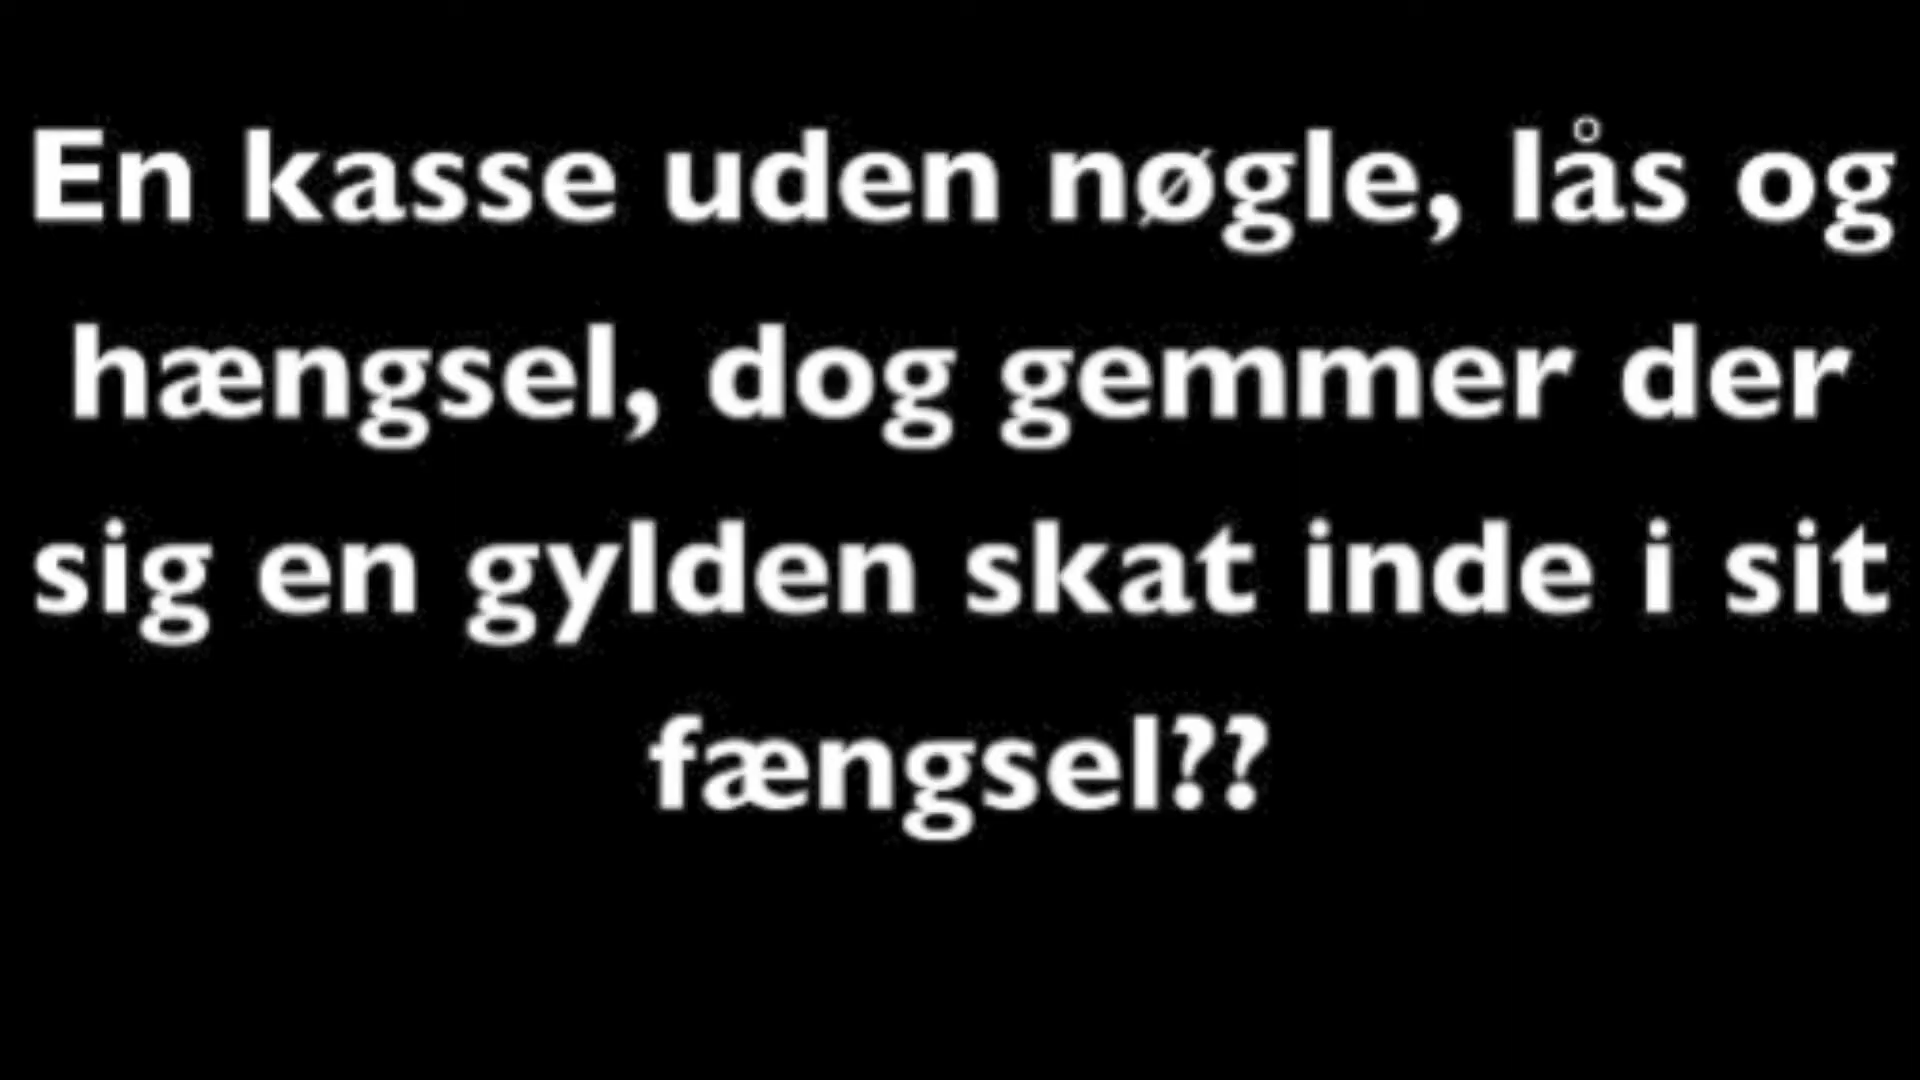 En kasse uden nøgle, lås og
hængsel, dog gemmer der
sig en gylden skat inde i sit
fængsel??